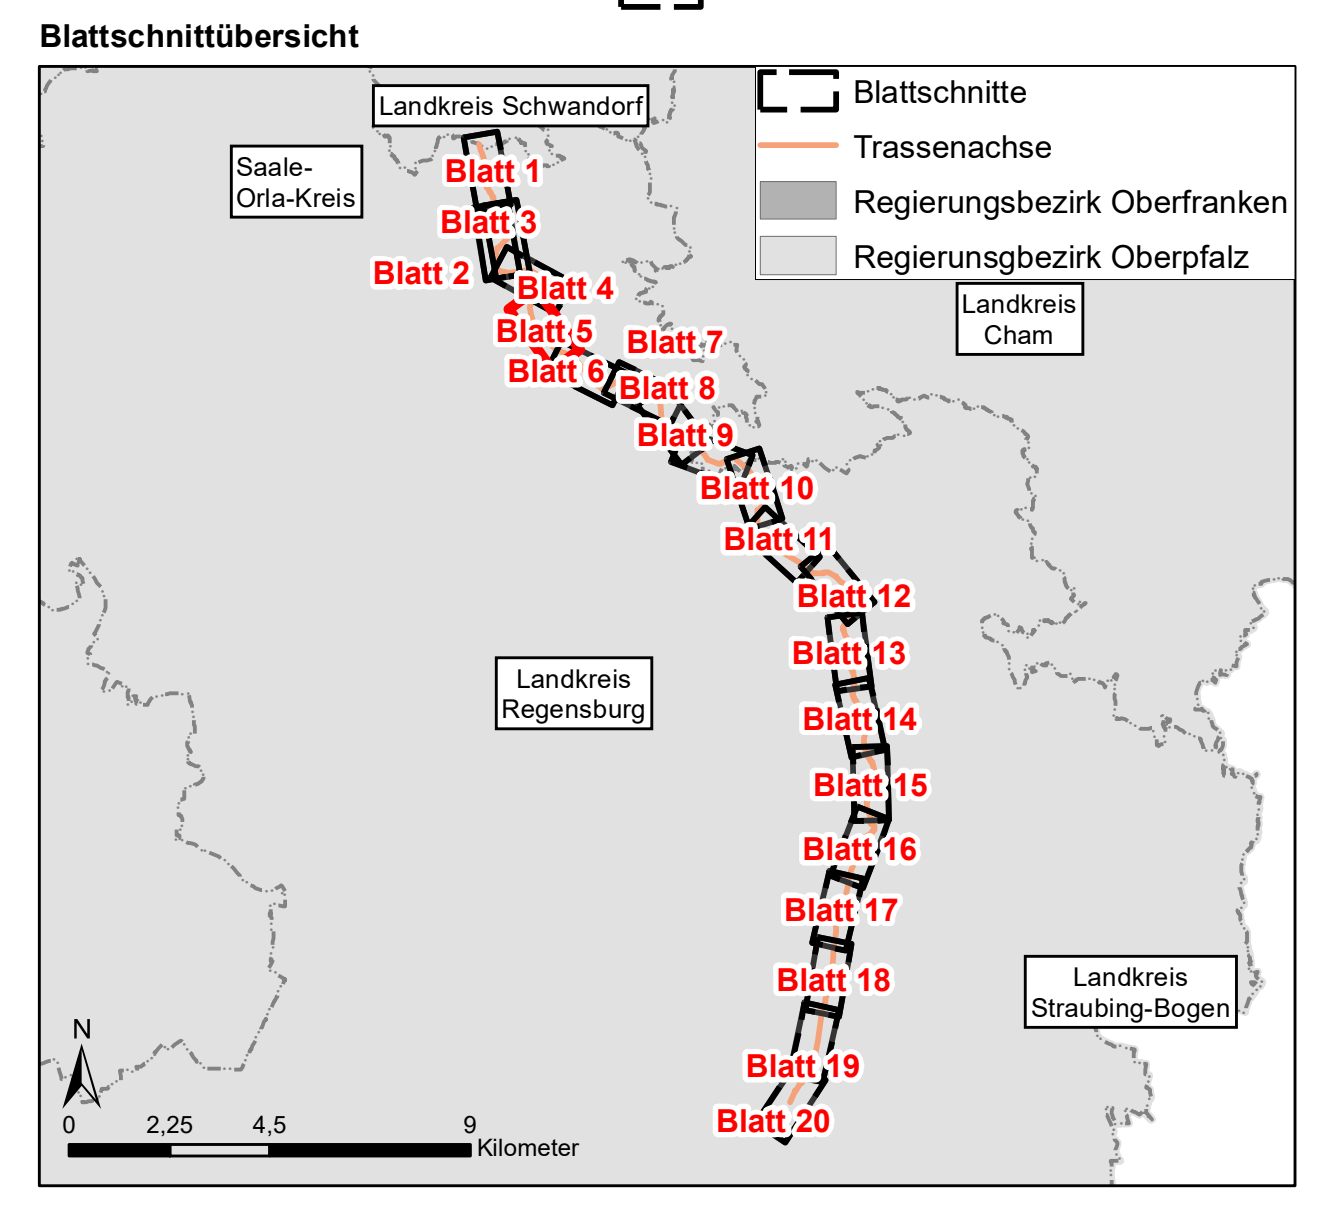 Blattschnittübersicht
Blattschnitte
Trassenachse
Regierungsbezirk Oberfranken
Regierunsgbezirk Oberpfalz
Landkreis Schwandorf
Saale-
Orla-Kreis
Blatt 1
Blatt 3
Blatt 2
Blatt 4
Blatt 5
Blatt 7
Blatt 6
Blatt 8
Landkreis
Cham
Blatt 9
Blatt 10
Blatt 11
Blatt 12
Blatt 13
Landkreis
Regensburg
Blatt 14
Blatt 15
Blatt 16
Blatt 17
Blatt 18
Landkreis
Straubing-Bogen
Blatt 19
Blatt 20
N
0 2,25 4,5 9
Kilometer